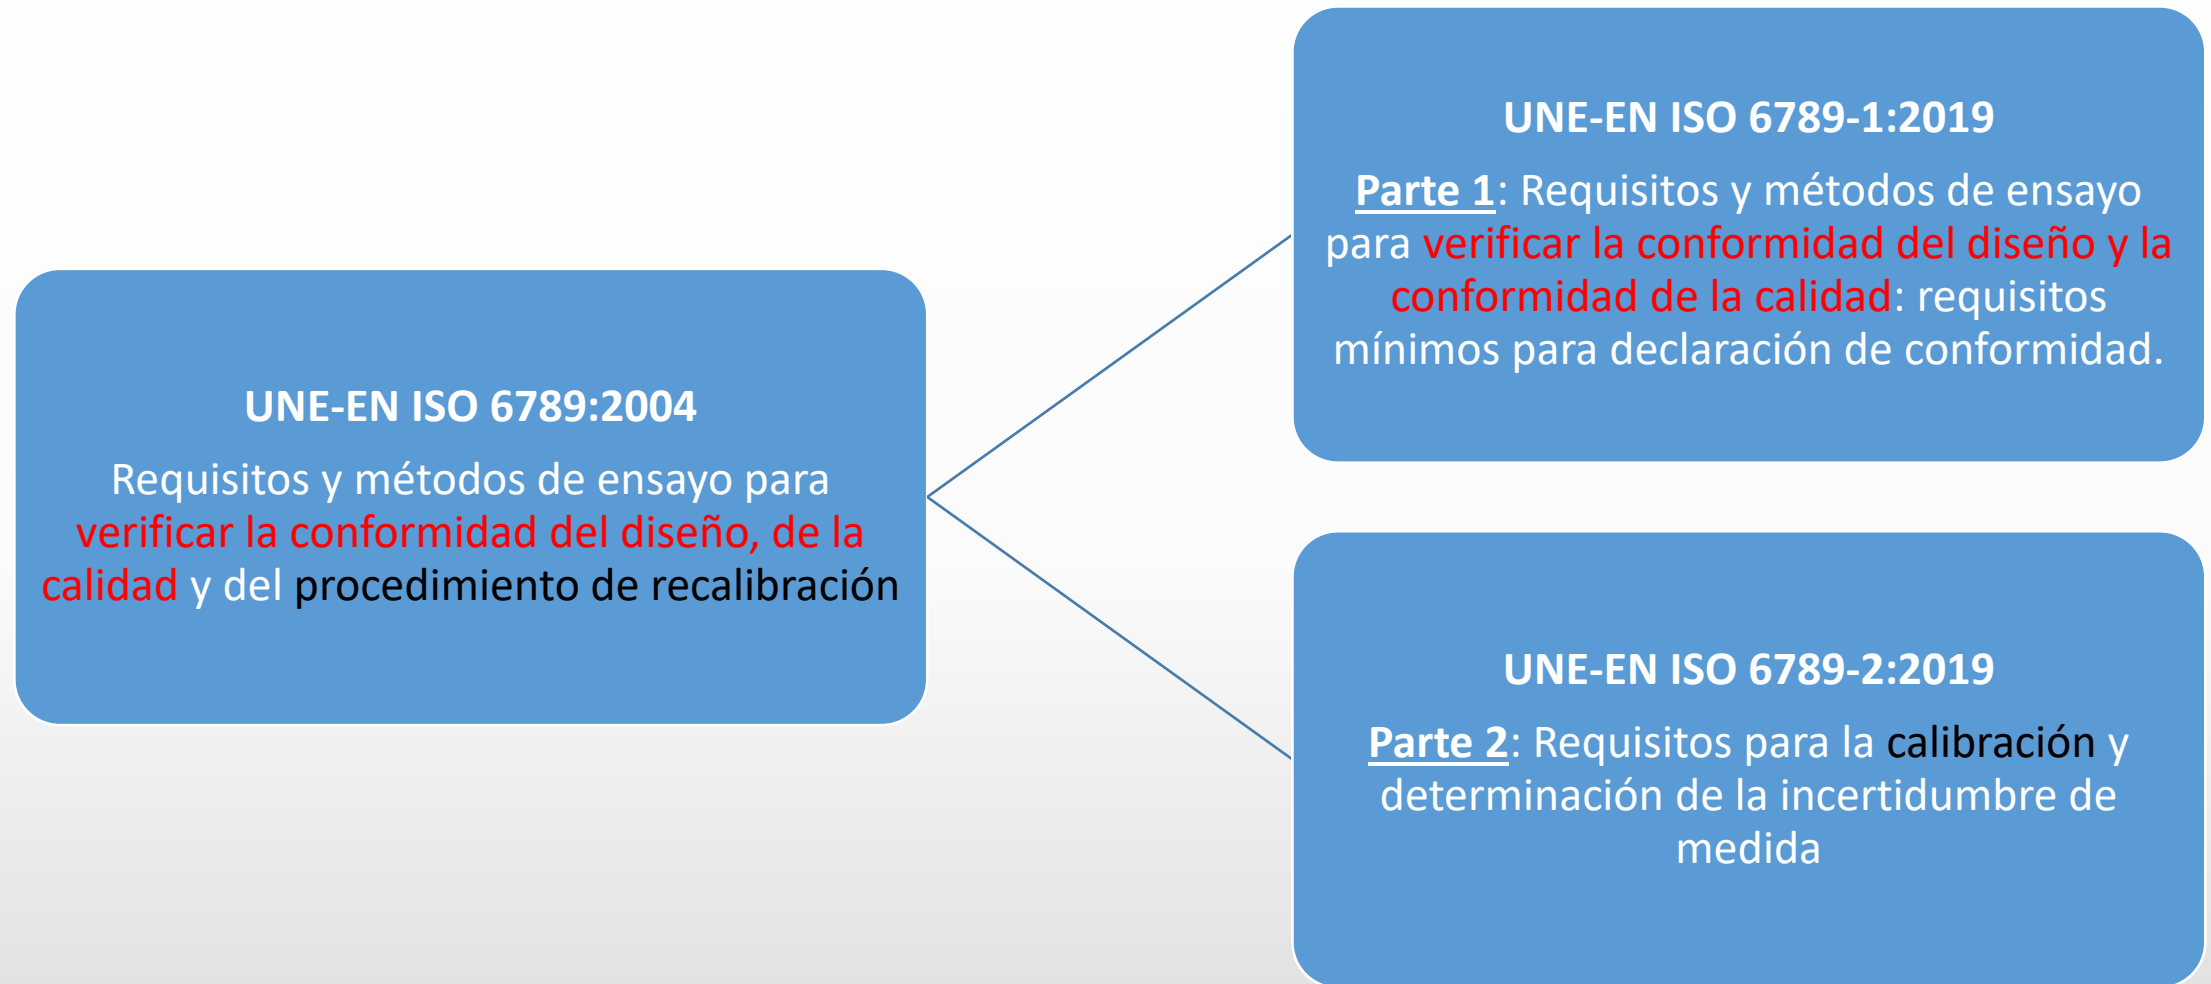 UNE-EN ISO 6789:2004
Requisitos y métodos de ensayo para
verificar la conformidad del diseño, de la
calidad y del procedimiento de recalibración
UNE-EN ISO 6789-1:2019
Parte 1: Requisitos y métodos de ensayo
para verificar la conformidad del diseño y la
conformidad de la calidad: requisitos
mínimos para declaración de conformidad.
UNE-EN ISO 6789-2:2019
Parte 2: Requisitos para la calibración y
determinación de la incertidumbre de
medida